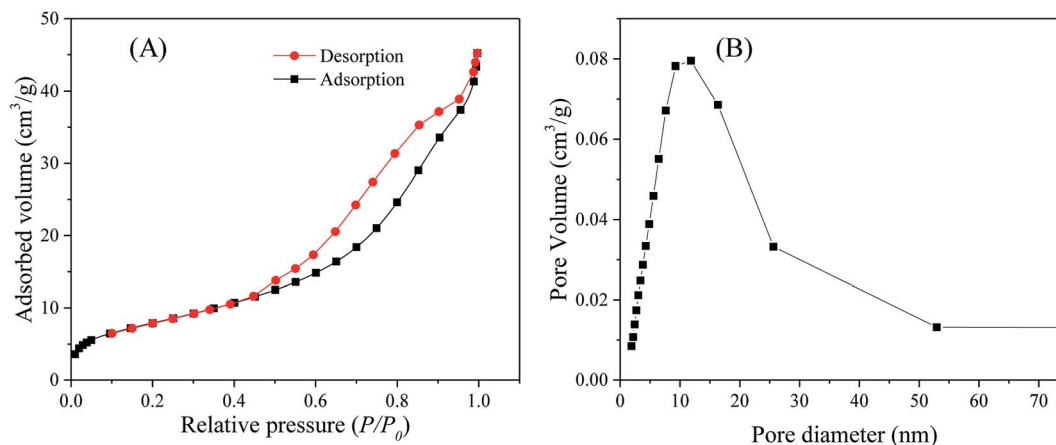 (A)
Desorption
Adsorption
Adsorbed volume (cm³/g)
50
40
30
20
10
0
0.0 0.2 0.4 0.6 0.8 1.0
Relative pressure (P/P₀)
(B)
Pore Volume (cm³/g)
0.08
0.06
0.04
0.02
0.00
0 10 20 30 40 50 60 70
Pore diameter (nm)